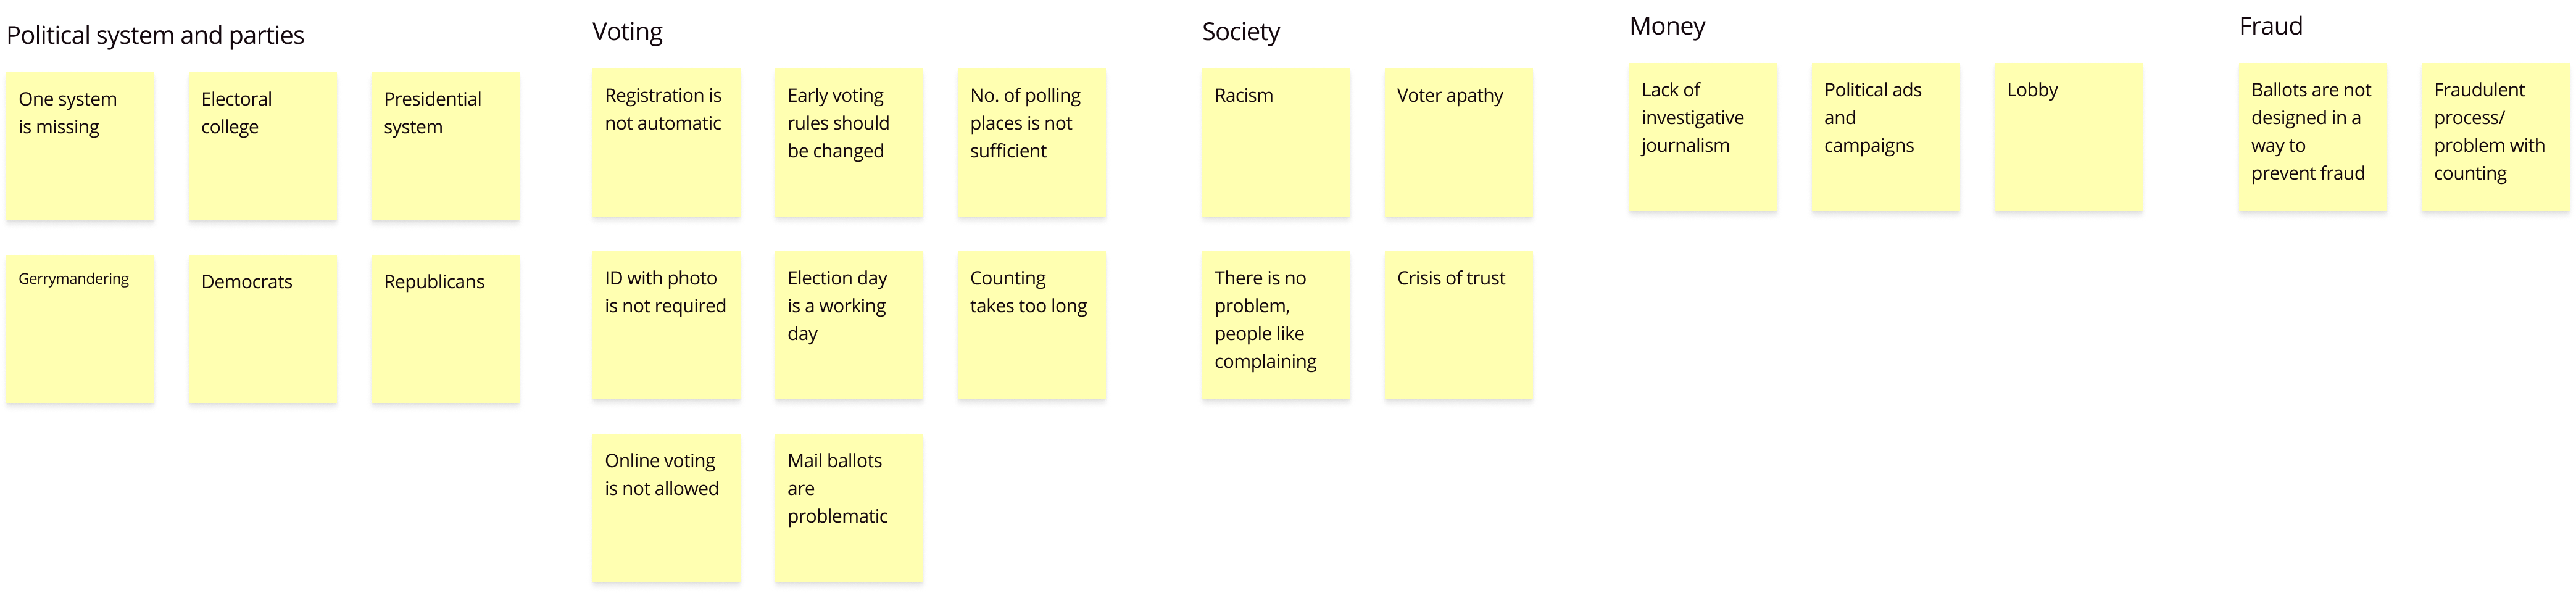 Political system and parties
One system
is missing
Electoral
college
Presidential
system
Gerrymandering
Democrats
Republicans
Voting
Registration is
not automatic
Early voting
rules should
be changed
No. of polling
places is not
sufficient
ID with photo
is not required
Election day
is a working
day
Counting
takes too long
Online voting
is not allowed
Mail ballots
are
problematic
Society
Racism
Voter apathy
There is no
problem,
people like
complaining
Crisis of trust
Money
Lack of
investigative
journalism
Political ads
and
campaigns
Lobby
Fraud
Ballots are not
designed in a
way to
prevent fraud
Fraudulent
process/
problem with
counting